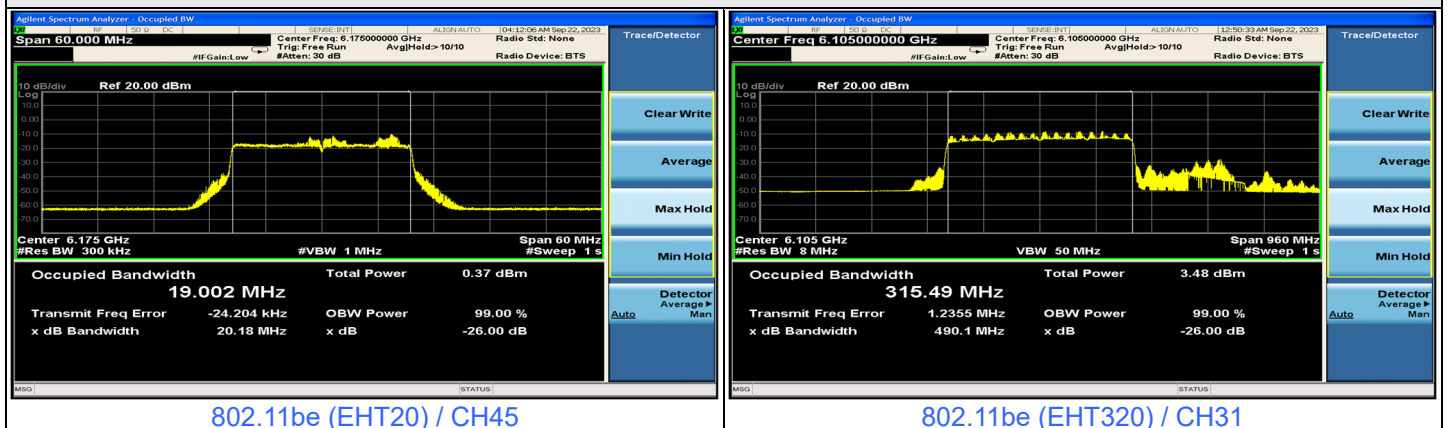 Agilent Spectrum Analyzer - Occupied BW
RF 50 Ω DC SENSE:INT ALIGN AUTO 04:12:06 AM Sep 22, 2023
Span 60.000 MHz
Center Freq: 6.175000000 GHz Radio Std: None
Trig: Free Run Avg|Hold>10/10
#IFGain:Low #Atten: 30 dB Radio Device: BTS
Trace/Detector
10 dB/div Ref 20.00 dBm
Log
10.0
0.00
-10.0
-20.0
-30.0
-40.0
-50.0
-60.0
-70.0
Center 6.175 GHz Span 60 MHz
#Res BW 300 kHz #VBW 1 MHz #Sweep 1 s
Clear Write
Average
Max Hold
Min Hold
Detector
Average
Auto Man
Occupied Bandwidth Total Power 0.37 dBm
19.002 MHz
Transmit Freq Error -24.204 kHz OBW Power 99.00 %
x dB Bandwidth 20.18 MHz x dB -26.00 dB
MSG STATUS
802.11be (EHT20) / CH45
Agilent Spectrum Analyzer - Occupied BW
RF 50 Ω DC SENSE:INT ALIGN AUTO 12:50:33 AM Sep 22, 2023
Center Freq 6.105000000 GHz
Center Freq: 6.105000000 GHz Radio Std: None
Trig: Free Run Avg|Hold>10/10
#IFGain:Low #Atten: 30 dB Radio Device: BTS
Trace/Detector
10 dB/div Ref 20.00 dBm
Log
10.0
0.00
-10.0
-20.0
-30.0
-40.0
-50.0
-60.0
-70.0
Center 6.105 GHz Span 960 MHz
#Res BW 8 MHz VBW 50 MHz #Sweep 1 s
Clear Write
Average
Max Hold
Min Hold
Detector
Average
Auto Man
Occupied Bandwidth Total Power 3.48 dBm
315.49 MHz
Transmit Freq Error 1.2355 MHz OBW Power 99.00 %
x dB Bandwidth 490.1 MHz x dB -26.00 dB
MSG STATUS
802.11be (EHT320) / CH31